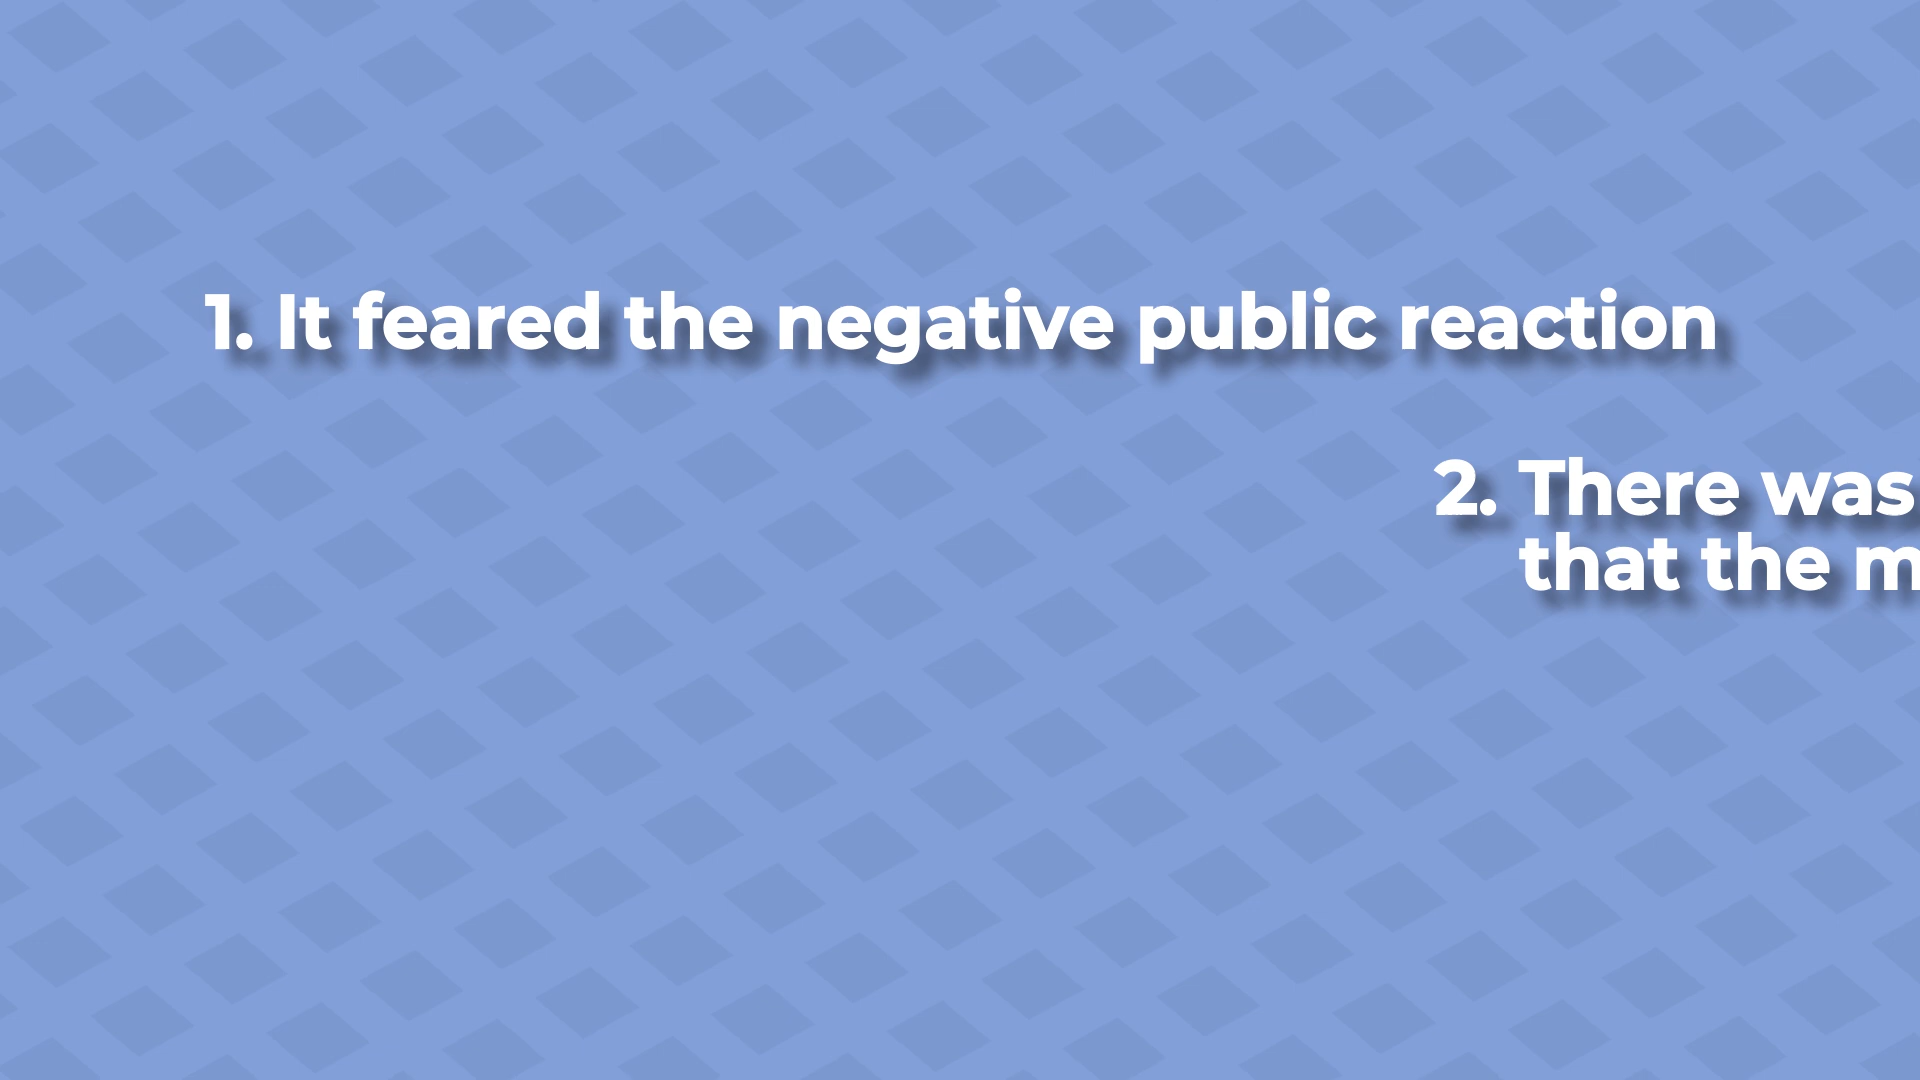 1. It feared the negative public reaction
2. There was
that the